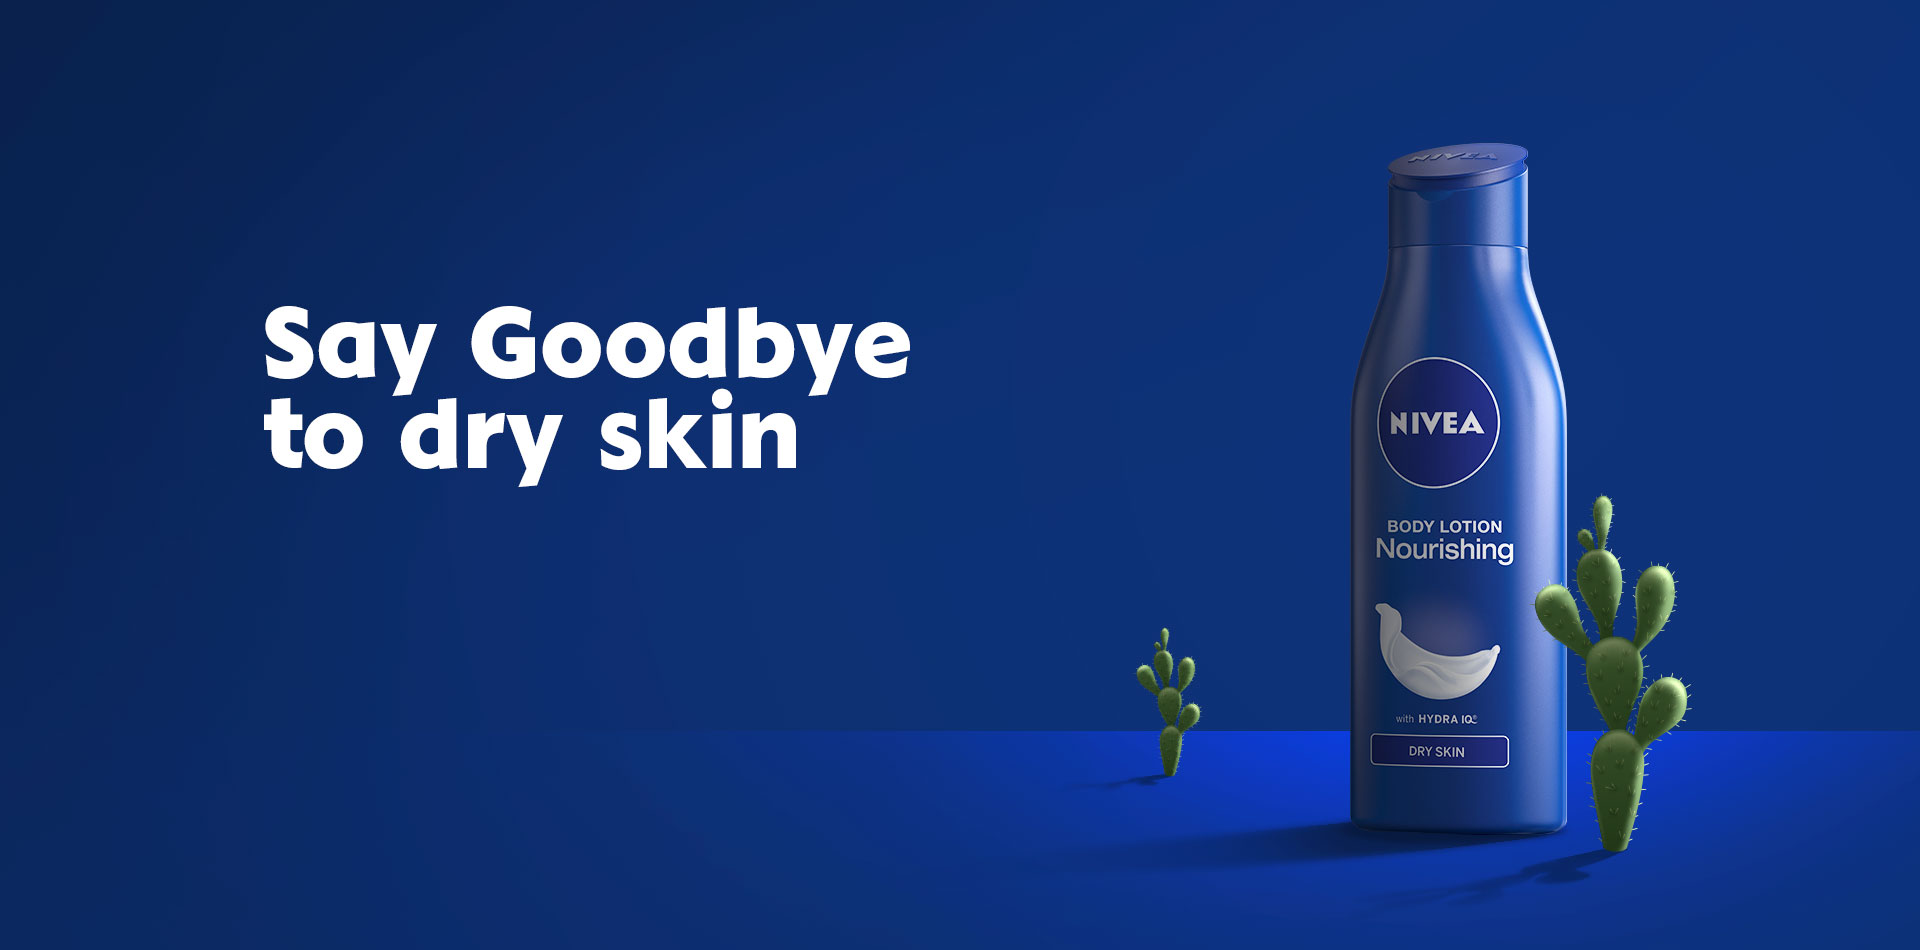 Say Goodbye
to dry skin
NIVEA
NIVEA
BODY LOTION
Nourishing
with HYDRA IQ®
DRY SKIN